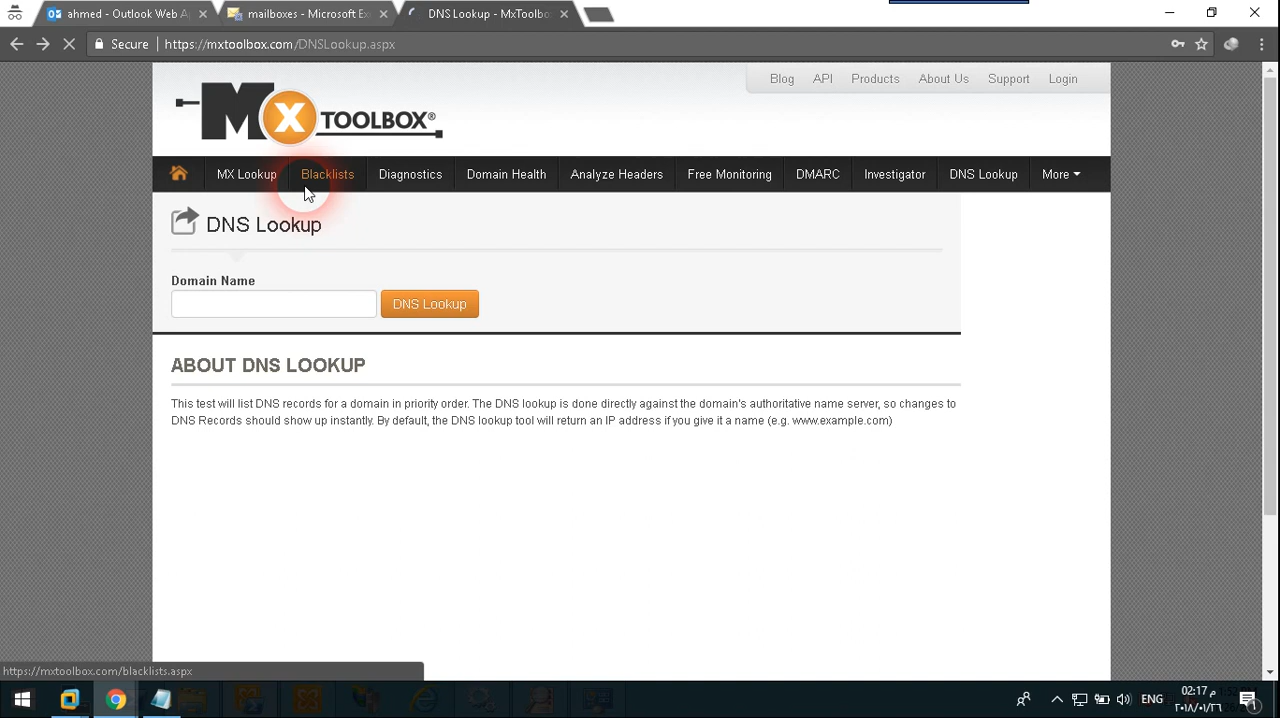 ahmed - Outlook Web A
mailboxes - Microsoft Ex
DNS Lookup - MxToolbo
Secure
https://mxtoolbox.com/DNSLookup.aspx
Blog API Products About Us Support Login
MX TOOLBOX®
MX Lookup Blacklists Diagnostics Domain Health Analyze Headers Free Monitoring DMARC Investigator DNS Lookup More
DNS Lookup
Domain Name
DNS Lookup
ABOUT DNS LOOKUP
This test will list DNS records for a domain in priority order. The DNS lookup is done directly against the domain's authoritative name server, so changes to
DNS Records should show up instantly. By default, the DNS lookup tool will return an IP address if you give it a name (e.g. www.example.com)
https://mxtoolbox.com/blacklists.aspx
ENG
02:17 م
٢٠١٨/٠١/٢٦
1